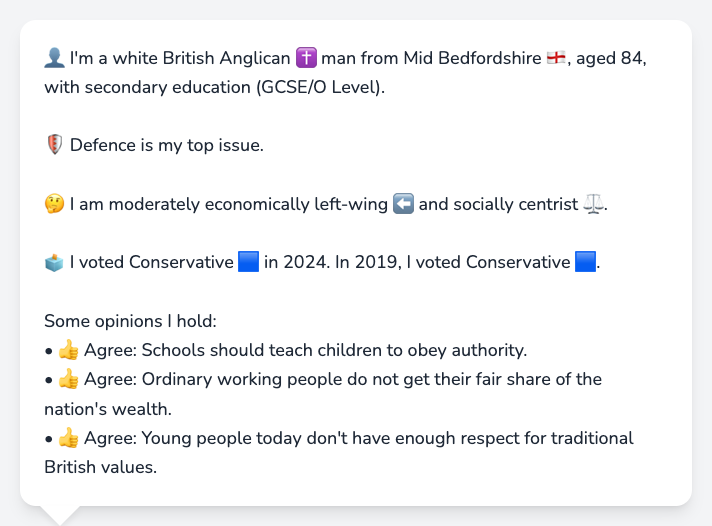 👤 I'm a white British Anglican ✝️ man from Mid Bedfordshire 🏴󠁧󠁢󠁥󠁮󠁧󠁿, aged 84,
with secondary education (GCSE/O Level).
🛡️ Defence is my top issue.
🤔 I am moderately economically left-wing ⬅️ and socially centrist ⚖️.
🗳️ I voted Conservative 🟦 in 2024. In 2019, I voted Conservative 🟦.
Some opinions I hold:
• 👍 Agree: Schools should teach children to obey authority.
• 👍 Agree: Ordinary working people do not get their fair share of the
nation's wealth.
• 👍 Agree: Young people today don't have enough respect for traditional
British values.